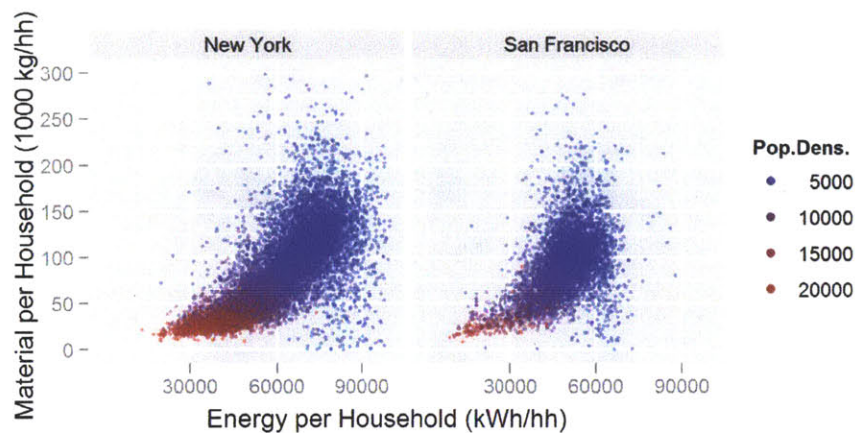 New York San Francisco
Material per Household (1000 kg/hh)
300
250
200
150
100
50
0
30000 60000 90000 30000 60000 90000
Energy per Household (kWh/hh)
Pop.Dens.
5000
10000
15000
20000